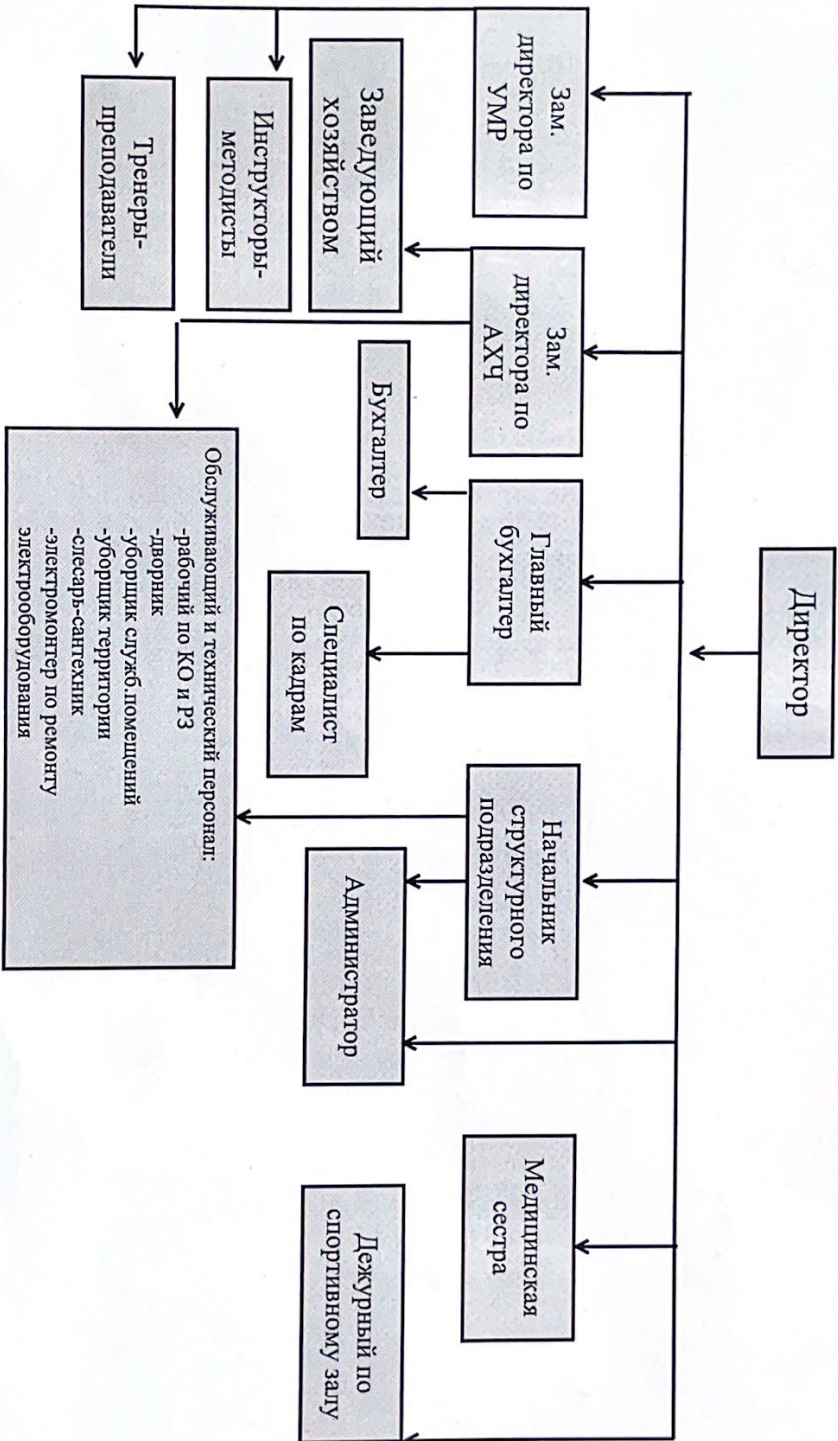 Директор
Зам.
директора по
УМР
Зам.
директора по
АХЧ
Главный
бухгалтер
Начальник
структурного
подразделения
Медицинская
сестра
Заведующий
хозяйством
Бухгалтер
Специалист
по кадрам
Администратор
Дежурный по
спортивному залу
Инструкторы-
методисты
Тренеры-
преподаватели
Обслуживающий и технический персонал:
-рабочий по КО и РЗ
-дворник
-уборщик служб.помещений
-уборщик территории
-слесарь-сантехник
-электромонтер по ремонту
электрооборудования